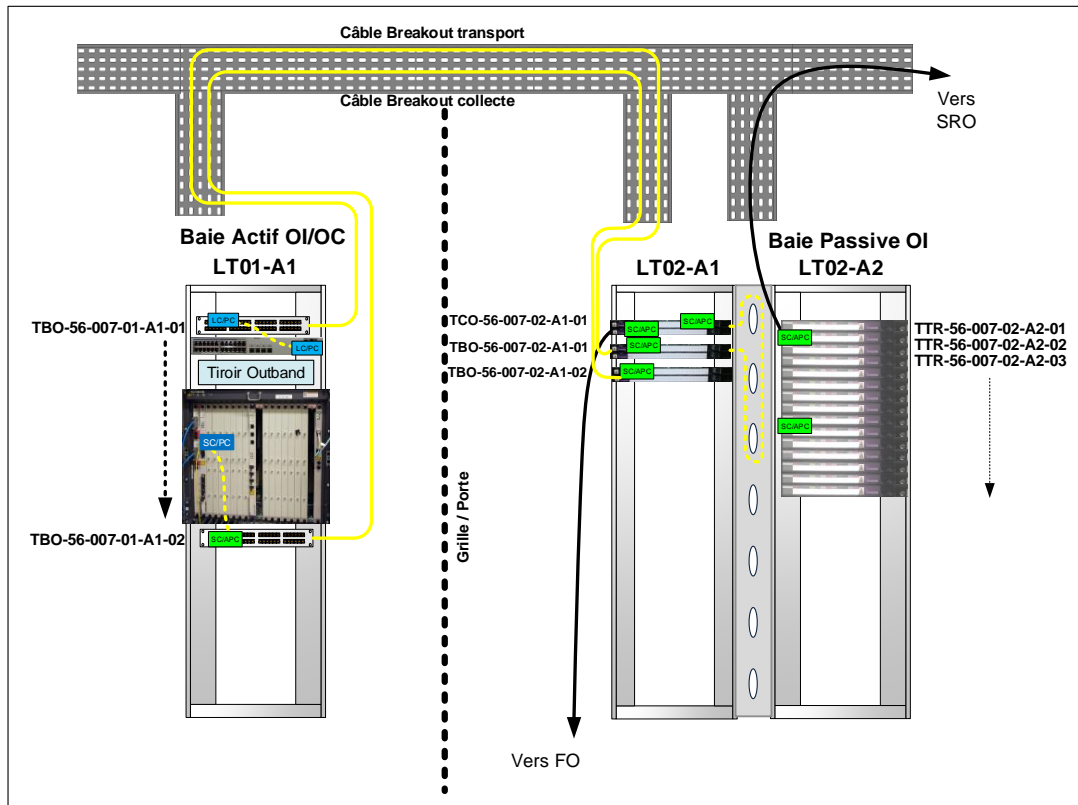 Câble Breakout transport
Câble Breakout collecte
Vers
SRO
Baie Actif OI/OC
LT01-A1
Baie Passive OI
LT02-A1
LT02-A2
TBO-56-007-01-A1-01
LC/PC
LC/PC
Tiroir Outband
SC/PC
TBO-56-007-01-A1-02
SC/APC
Grille / Porte
TCO-56-007-02-A1-01
SC/APC
SC/APC
TBO-56-007-02-A1-01
SC/APC
TBO-56-007-02-A1-02
SC/APC
SC/APC
SC/APC
TTR-56-007-02-A2-01
TTR-56-007-02-A2-02
TTR-56-007-02-A2-03
Vers FO